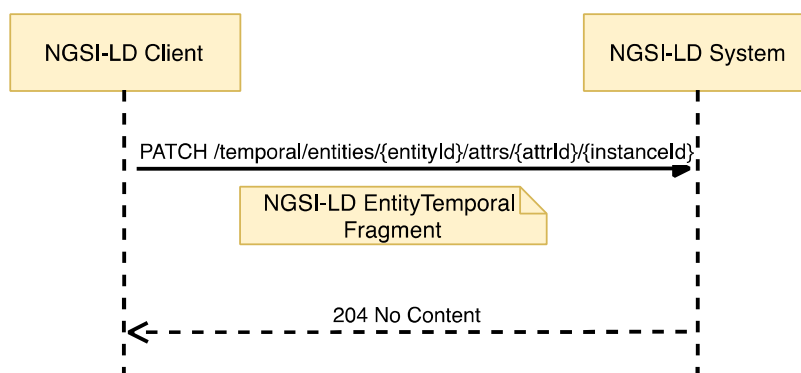 NGSI-LD Client
NGSI-LD System
PATCH /temporal/entities/{entityId}/attrs/{attrId}/{instanceId}
NGSI-LD EntityTemporal
Fragment
204 No Content